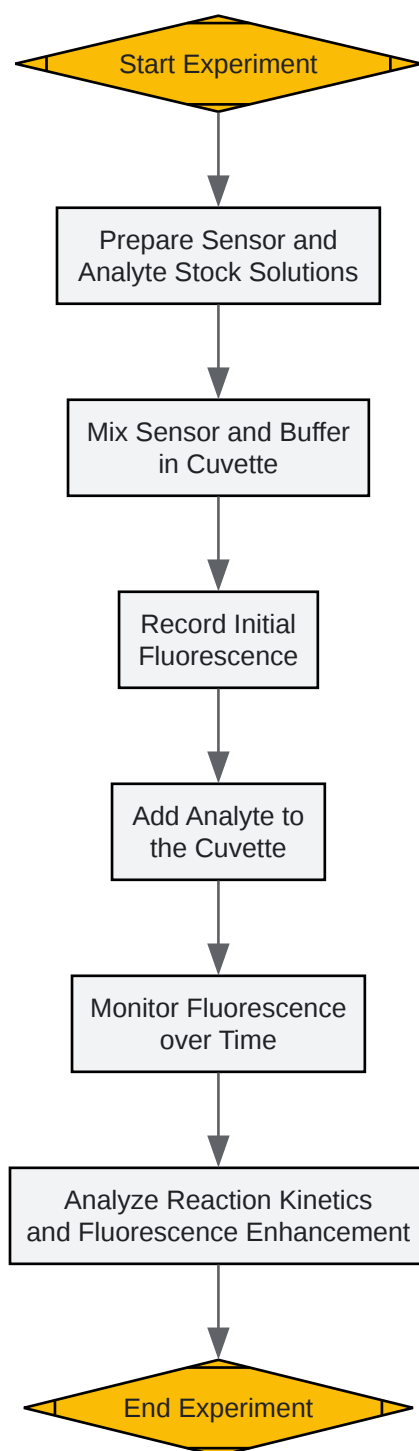 Start Experiment
Prepare Sensor and
Analyte Stock Solutions
Mix Sensor and Buffer
in Cuvette
Record Initial
Fluorescence
Add Analyte to
the Cuvette
Monitor Fluorescence
over Time
Analyze Reaction Kinetics
and Fluorescence Enhancement
End Experiment